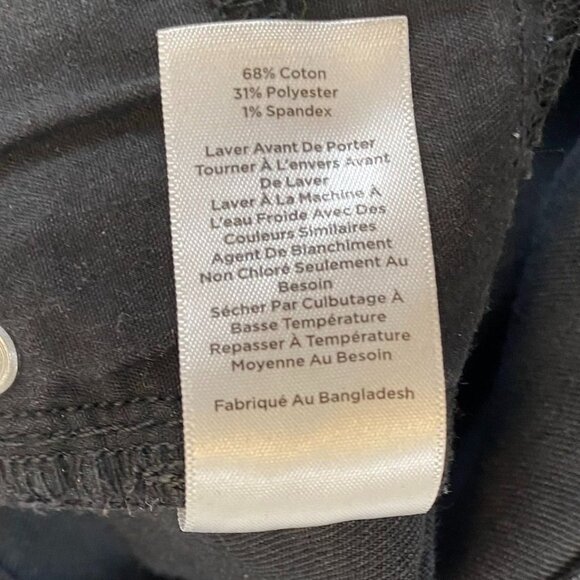 68% Coton
31% Polyester
1% Spandex
Laver Avant De Porter
Tourner À L'envers Avant
De Laver
Laver À La Machine À
L'eau Froide Avec Des
Couleurs Similaires
Agent De Blanchiment
Non Chloré Seulement Au
Besoin
Sécher Par Culbutage À
Basse Température
Repasser À Température
Moyenne Au Besoin
Fabriqué Au Bangladesh